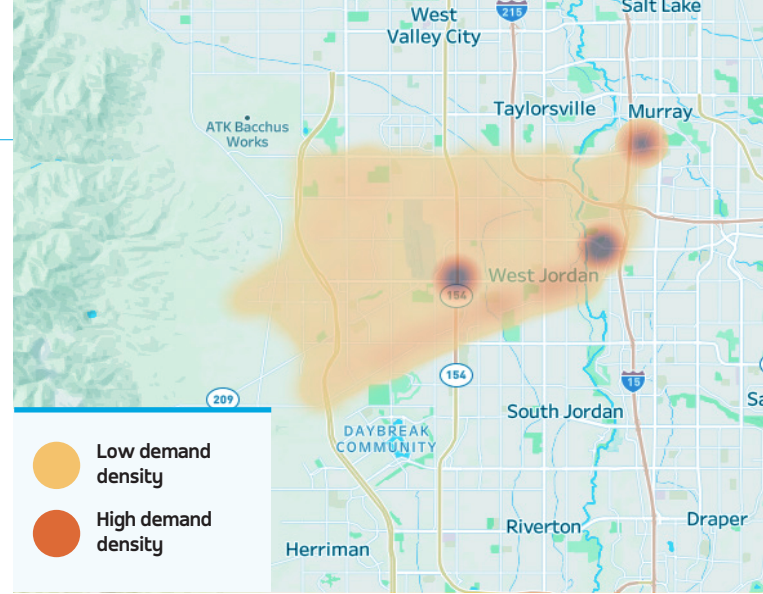 215
Salt Lake
West
Valley City
Taylorsville
Murray
ATK Bacchus
Works
West Jordan
154
154
15
209
South Jordan
DAYBREAK
COMMUNITY
Low demand
density
High demand
density
Riverton
Draper
Herriman